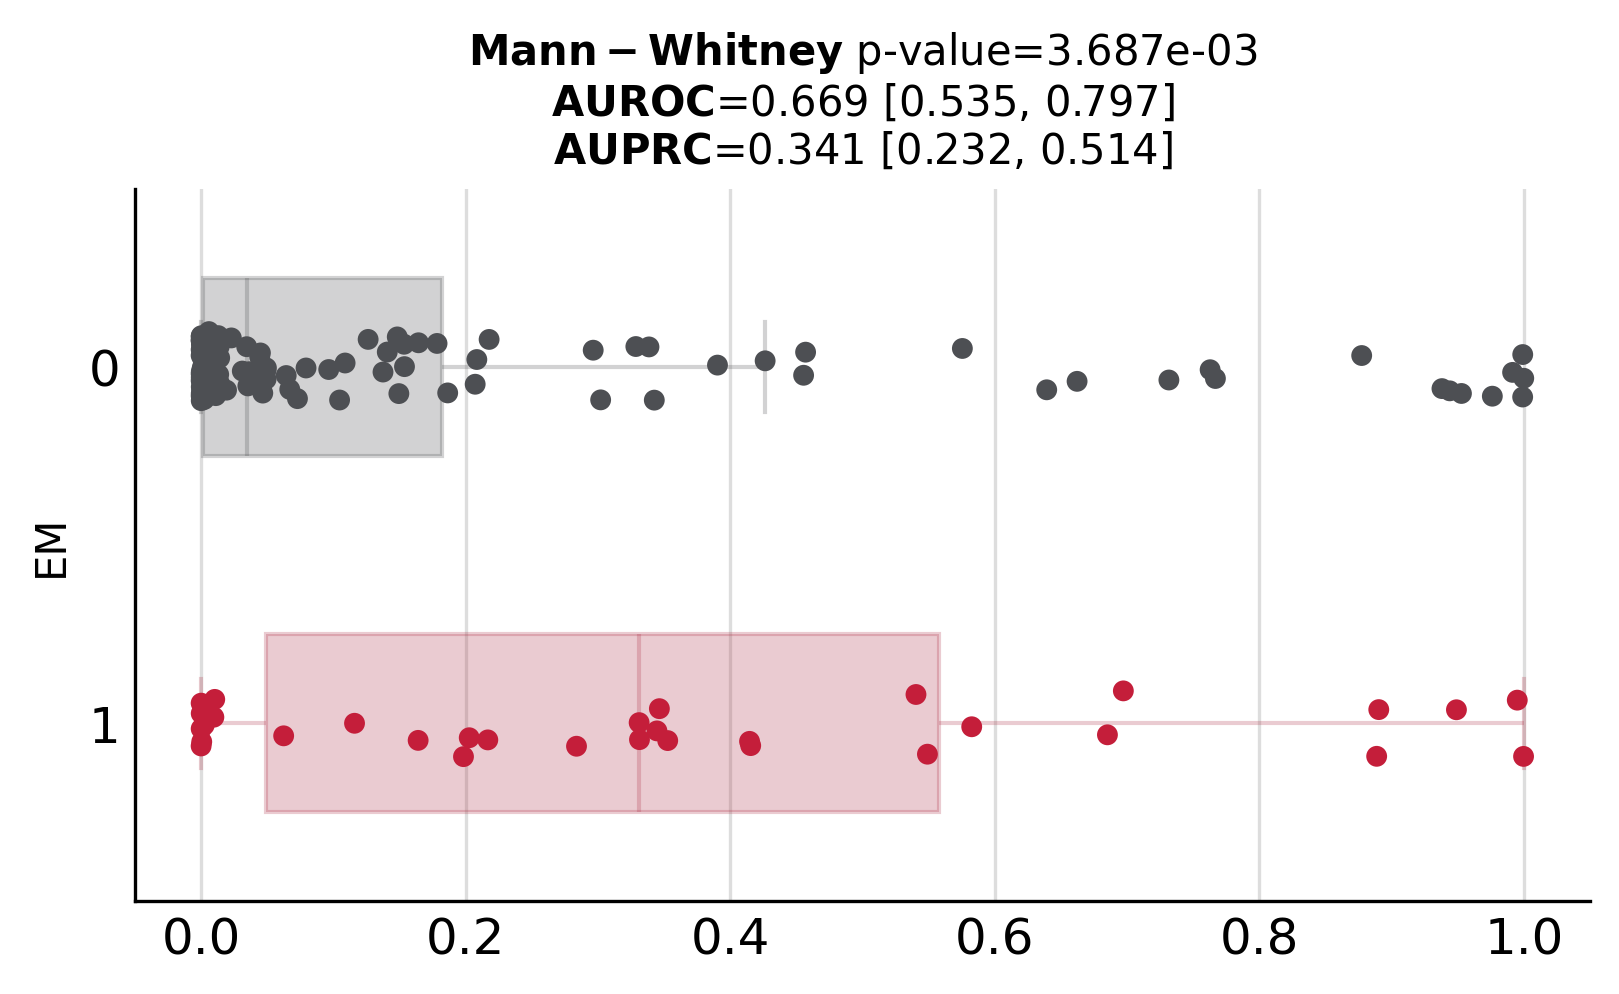 Mann − Whitney p-value=3.687e-03
AUROC=0.669 [0.535, 0.797]
AUPRC=0.341 [0.232, 0.514]
0
EM
1
0.0 0.2 0.4 0.6 0.8 1.0